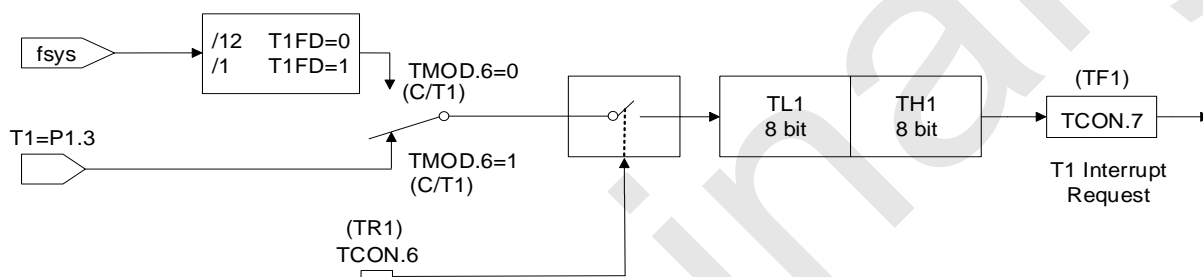 fsys
/12 T1FD=0
/1 T1FD=1
TMOD.6=0
(C/T1)
T1=P1.3
TMOD.6=1
(C/T1)
(TR1)
TCON.6
TL1
8 bit
TH1
8 bit
(TF1)
TCON.7
T1 Interrupt
Request